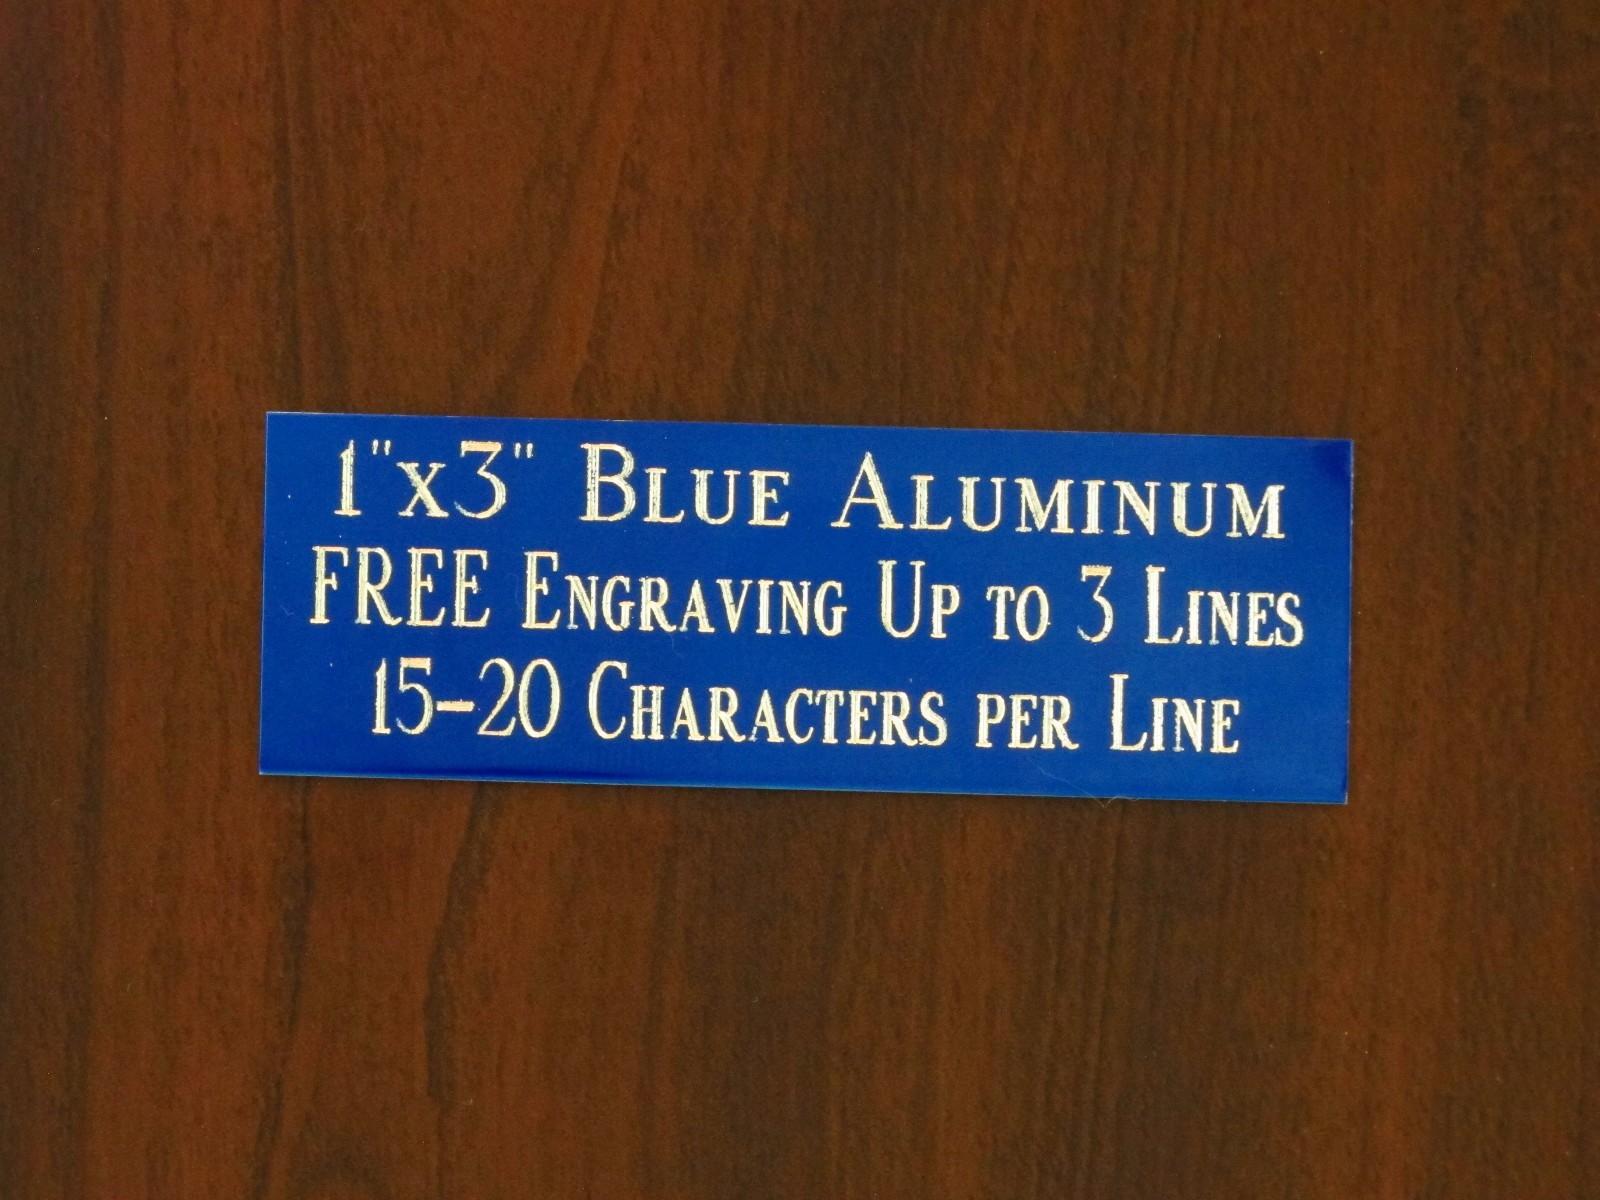 1"x3" Blue Aluminum
FREE Engraving Up to 3 Lines
15-20 Characters per Line